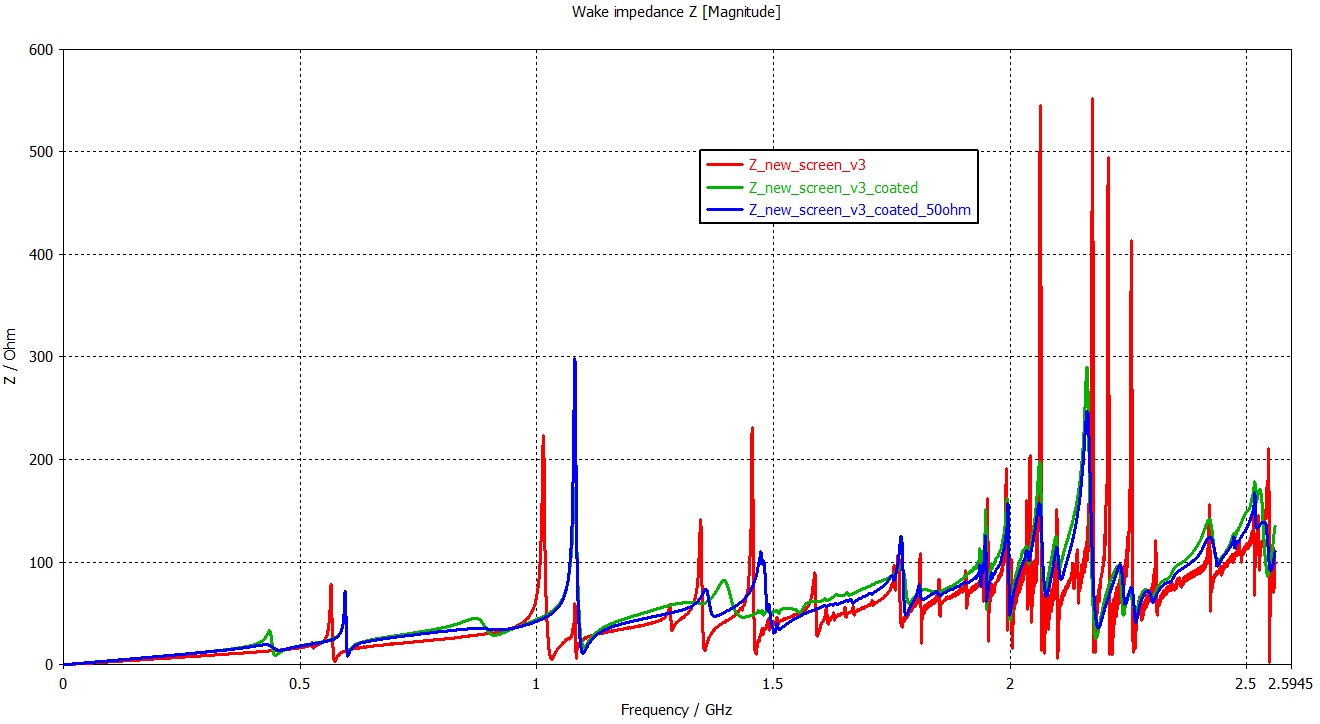 Wake impedance Z [Magnitude]
600
500
400
300
200
100
0
Z / Ohm
Z_new_screen_v3
Z_new_screen_v3_coated
Z_new_screen_v3_coated_50ohm
0 0.5 1 1.5 2 2.5 2.5945
Frequency / GHz